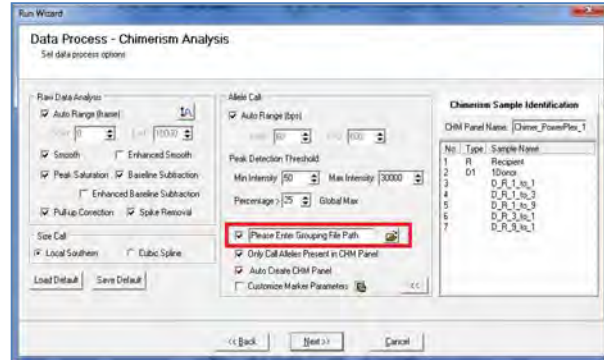 Run Wizard
Data Process - Chimerism Analysis
Set data process options
Raw Data Analysis
Auto Range (frame)
Smooth Enhanced Smooth
Peak Saturation Baseline Subtraction
Enhanced Baseline Subtraction
Pull-up Correction Spike Removal
Size Call
Local Southern Cubic Spline
Load Default Save Default
Allele Call
Auto Range (bps)
Peak Detection Threshold
Min Intensity 50 Max Intensity 30000
Percentage > 25 Global Max
Please Enter Grouping File Path
Only Call Alleles Present in CHM Panel
Auto Create CHM Panel
Customize Marker Parameters <<
Chimerism Sample Identification
CHM Panel Name: Chimer_PowerPlex_1
No. Type Sample Name
1 R Recipient
2 D1 1Donor
3 D_R_1_to_1
4 D_R_1_to_3
5 D_R_1_to_9
6 D_R_3_to_1
7 D_R_9_to_1
<< Back Next >> Cancel